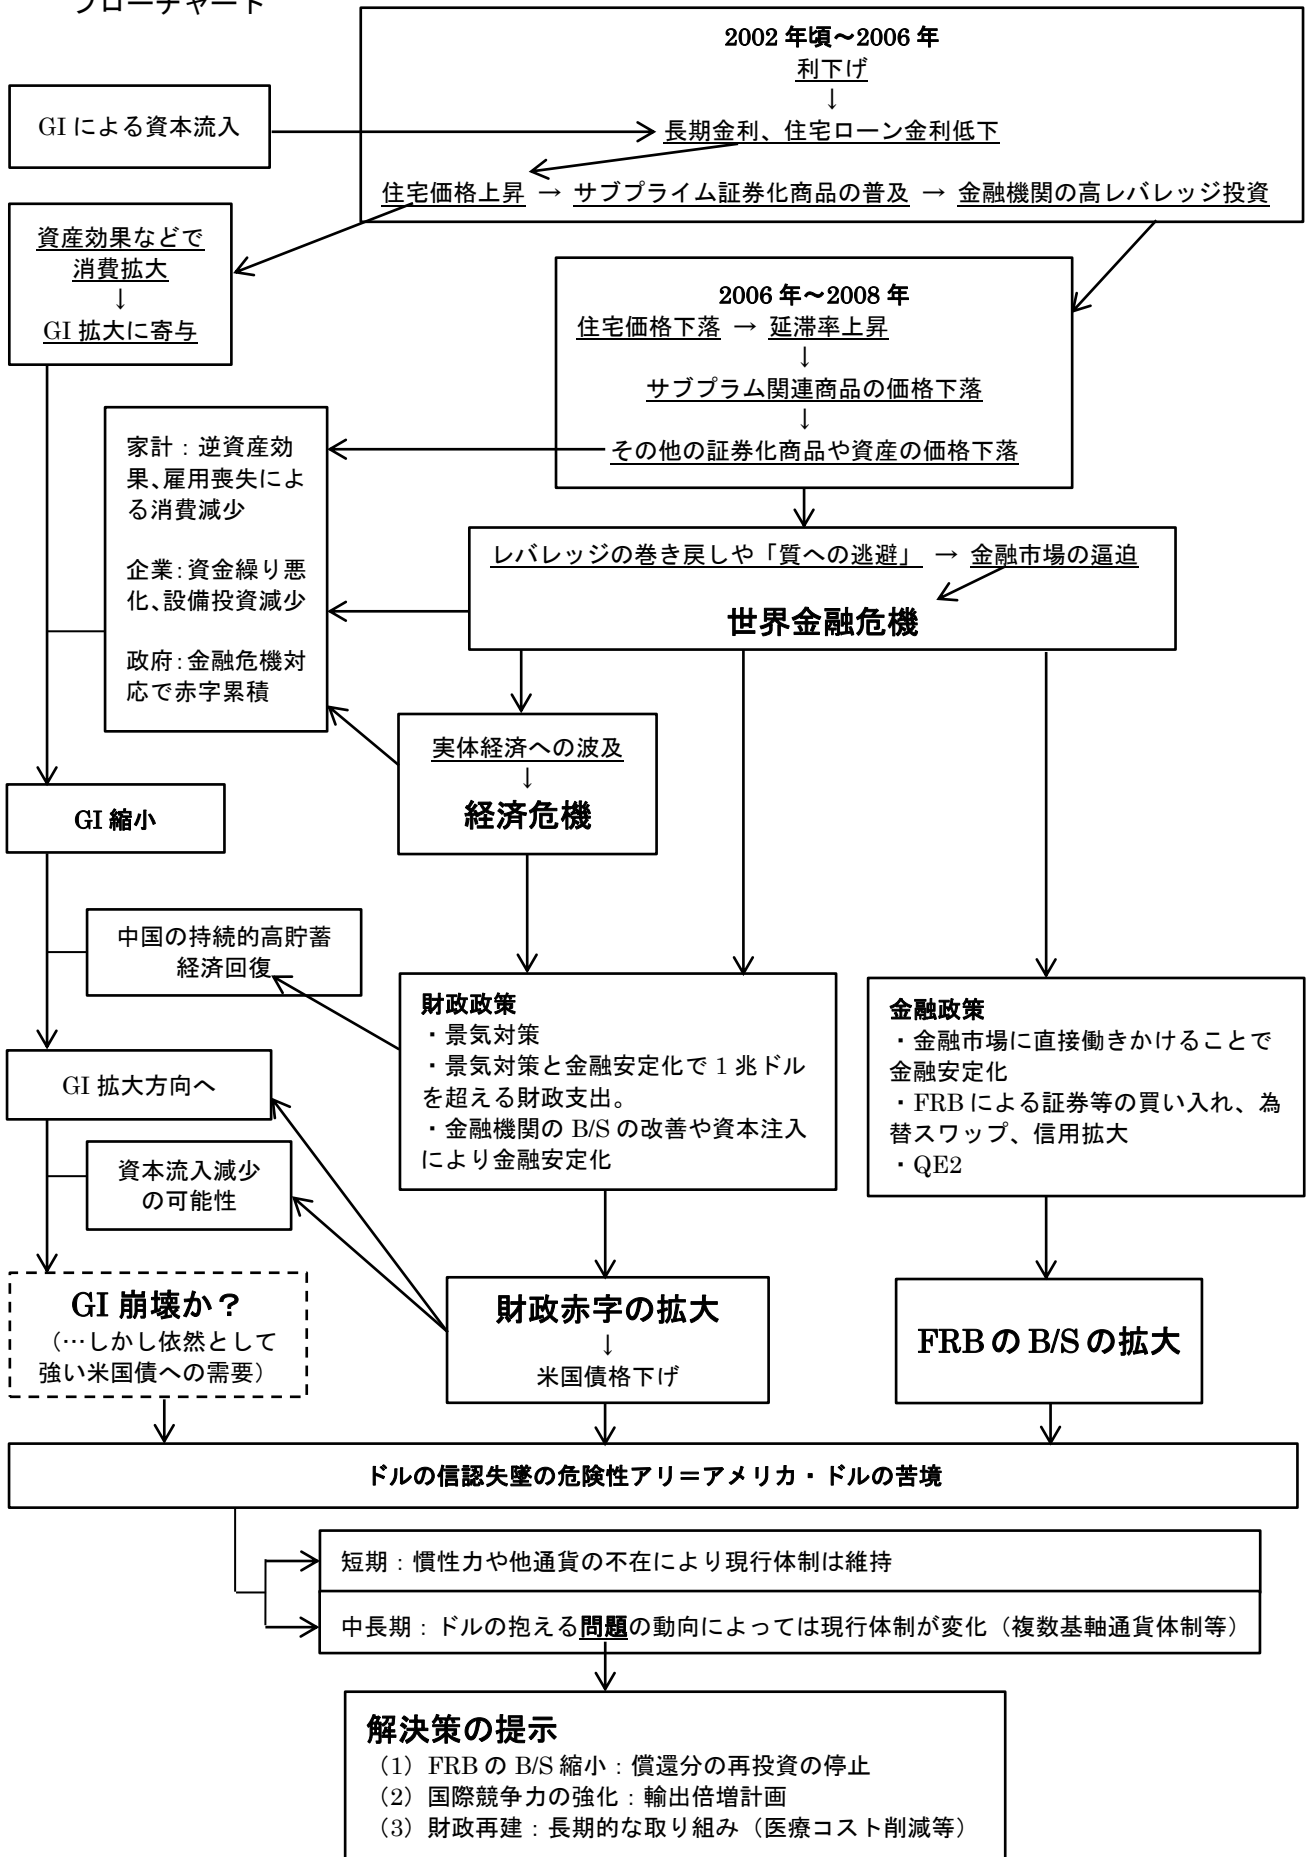 フローチャート
2002 年頃～2006 年
利下げ
↓
GI による資本流入
長期金利、住宅ローン金利低下
住宅価格上昇 → サブプライム証券化商品の普及 → 金融機関の高レバレッジ投資
資産効果などで
消費拡大
↓
GI 拡大に寄与
2006 年～2008 年
住宅価格下落 → 延滞率上昇
↓
サブプラム関連商品の価格下落
↓
その他の証券化商品や資産の価格下落
家計：逆資産効
果、雇用喪失によ
る消費減少
企業：資金繰り悪
化、設備投資減少
政府：金融危機対
応で赤字累積
レバレッジの巻き戻しや「質への逃避」 → 金融市場の逼迫
世界金融危機
実体経済への波及
↓
経済危機
GI 縮小
中国の持続的高貯蓄
経済回復
財政政策
・景気対策
・景気対策と金融安定化で 1 兆ドル
を超える財政支出。
・金融機関の B/S の改善や資本注入
により金融安定化
金融政策
・金融市場に直接働きかけることで
金融安定化
・FRB による証券等の買い入れ、為
替スワップ、信用拡大
・QE2
GI 拡大方向へ
資本流入減少
の可能性
GI 崩壊か？
（…しかし依然として
強い米国債への需要）
財政赤字の拡大
↓
米国債格下げ
FRB の B/S の拡大
ドルの信認失墜の危険性アリ＝アメリカ・ドルの苦境
短期：慣性力や他通貨の不在により現行体制は維持
中長期：ドルの抱える問題の動向によっては現行体制が変化（複数基軸通貨体制等）
解決策の提示
（1）FRB の B/S 縮小：償還分の再投資の停止
（2）国際競争力の強化：輸出倍増計画
（3）財政再建：長期的な取り組み（医療コスト削減等）